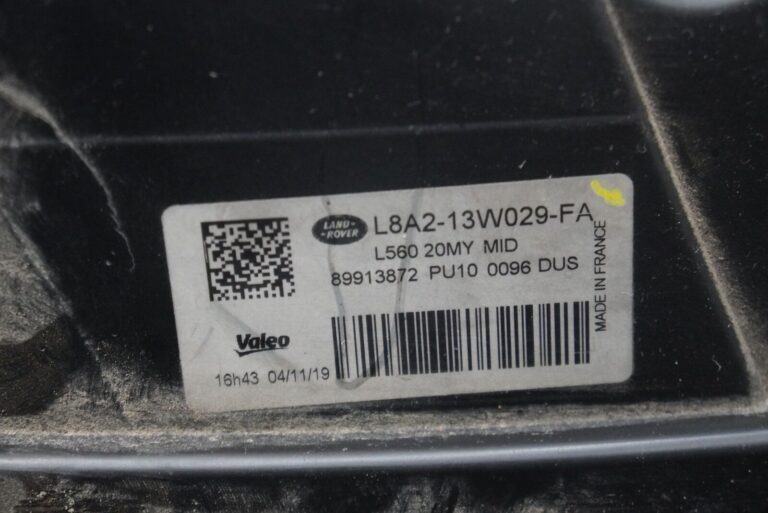 LAND-
-ROVER
L8A2-13W029-FA
L560 20MY MID
89913872 PU10 0096 DUS
MADE IN FRANCE
Valeo
16h43 04/11/19